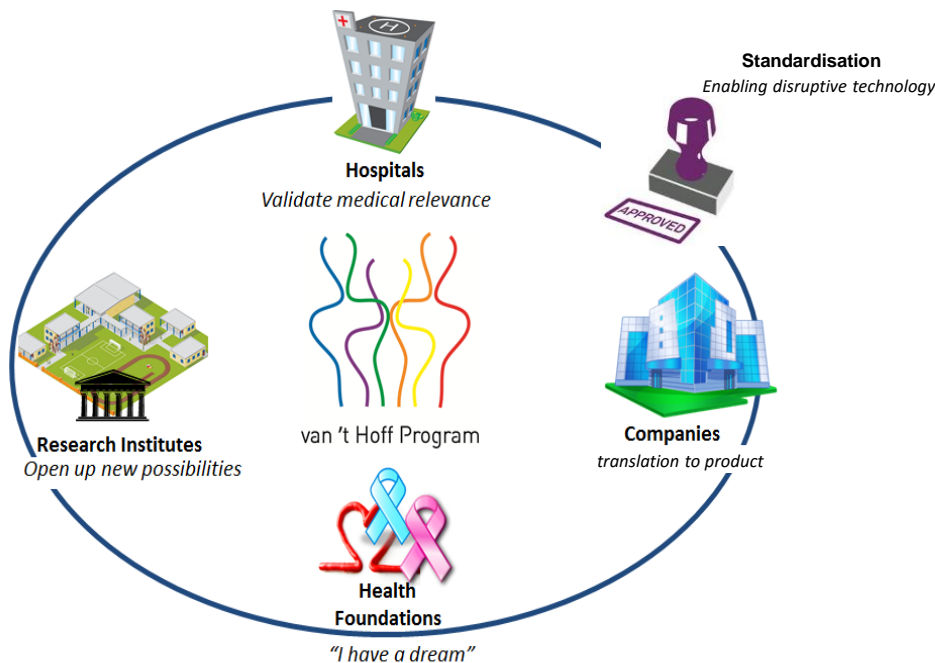 H
Standardisation
Enabling disruptive technology
Hospitals
Validate medical relevance
APPROVED
van 't Hoff Program
Research Institutes
Open up new possibilities
Companies
translation to product
Health
Foundations
“I have a dream”